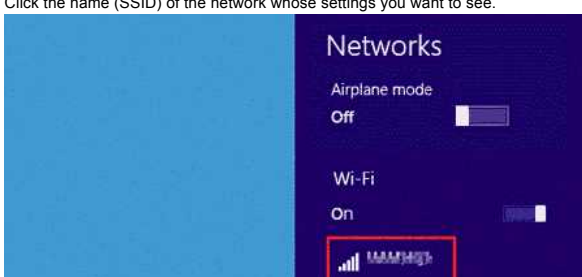 Click the name (SSID) of the network whose settings you want to see.
Networks
Airplane mode
Off
Wi-Fi
On